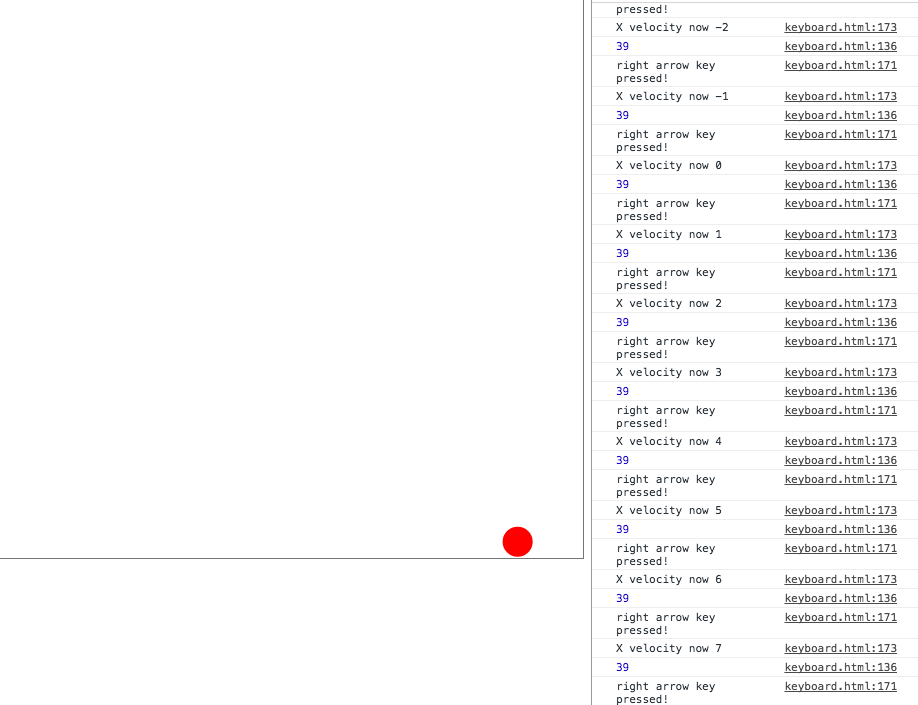 pressed!
X velocity now -2 keyboard.html:173
39 keyboard.html:136
right arrow key keyboard.html:171
pressed!
X velocity now -1 keyboard.html:173
39 keyboard.html:136
right arrow key keyboard.html:171
pressed!
X velocity now 0 keyboard.html:173
39 keyboard.html:136
right arrow key keyboard.html:171
pressed!
X velocity now 1 keyboard.html:173
39 keyboard.html:136
right arrow key keyboard.html:171
pressed!
X velocity now 2 keyboard.html:173
39 keyboard.html:136
right arrow key keyboard.html:171
pressed!
X velocity now 3 keyboard.html:173
39 keyboard.html:136
right arrow key keyboard.html:171
pressed!
X velocity now 4 keyboard.html:173
39 keyboard.html:136
right arrow key keyboard.html:171
pressed!
X velocity now 5 keyboard.html:173
39 keyboard.html:136
right arrow key keyboard.html:171
pressed!
X velocity now 6 keyboard.html:173
39 keyboard.html:136
right arrow key keyboard.html:171
pressed!
X velocity now 7 keyboard.html:173
39 keyboard.html:136
right arrow key keyboard.html:171
pressed!